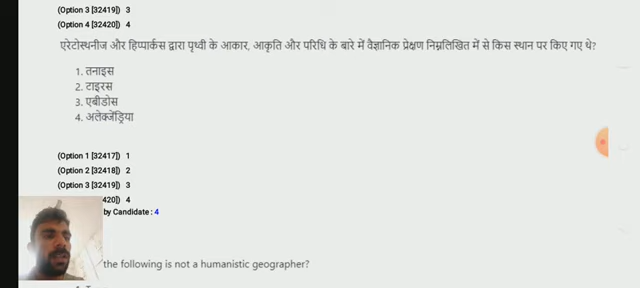 (Option 3 [32419]) 3
(Option 4 [32420]) 4
एरेटोस्थनीज और हिप्पार्कस द्वारा पृथ्वी के आकार, आकृति और परिधि के बारे में वैज्ञानिक प्रेक्षण निम्नलिखित में से किस स्थान पर किए गए थे?
1. तनाइस
2. टाइरस
3. एबीडोस
4. अलेक्जेंड्रिया
(Option 1 [32417]) 1
(Option 2 [32418]) 2
(Option 3 [32419]) 3
420]) 4
by Candidate : 4
the following is not a humanistic geographer?